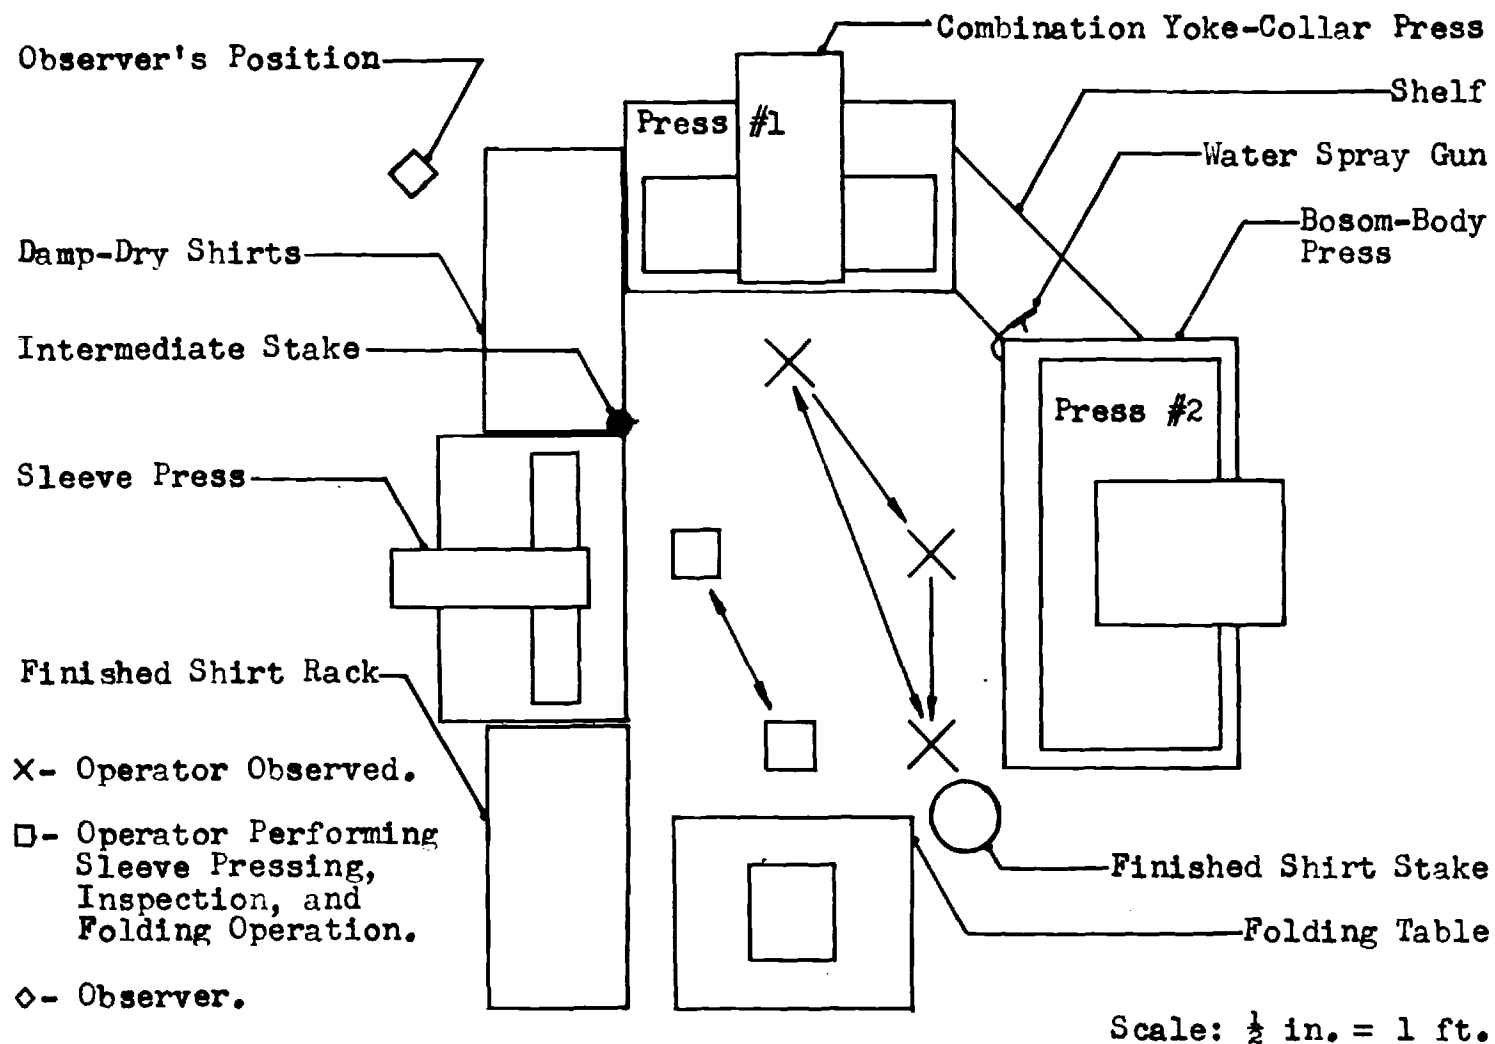 Combination Yoke-Collar Press
Observer's Position
Shelf
Press #1
Water Spray Gun
Bosom-Body
Press
Damp-Dry Shirts
Intermediate Stake
Press #2
Sleeve Press
Finished Shirt Rack
X- Operator Observed.
□- Operator Performing
Sleeve Pressing,
Inspection, and
Folding Operation.
Finished Shirt Stake
Folding Table
◇- Observer.
Scale: ½ in. = 1 ft.